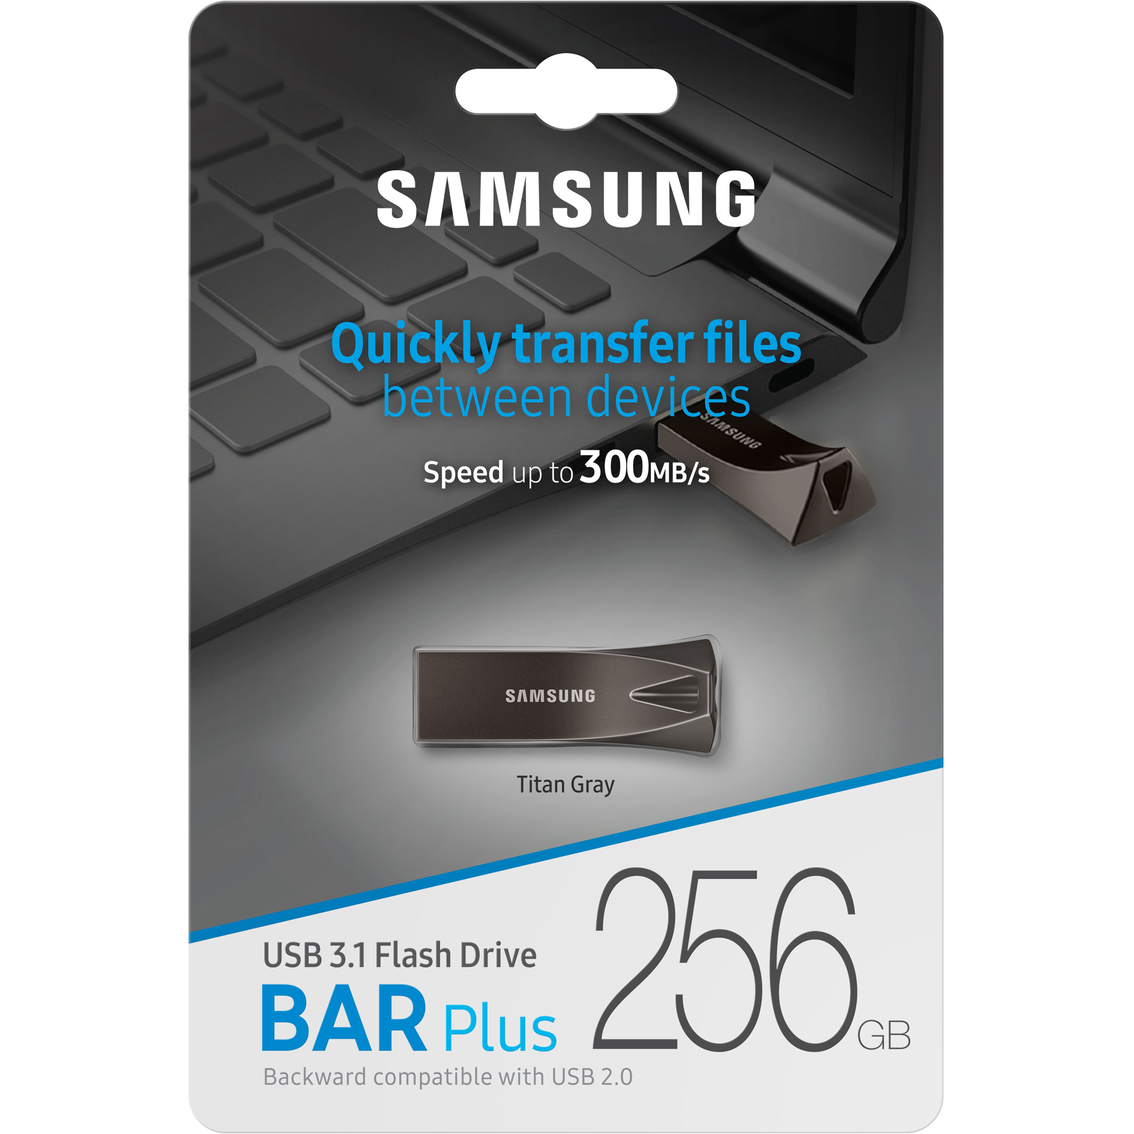 SAMSUNG
Quickly transfer files
between devices
SAMSUNG
Speed up to 300MB/s
SAMSUNG
Titan Gray
256GB
USB 3.1 Flash Drive
BAR Plus
Backward compatible with USB 2.0